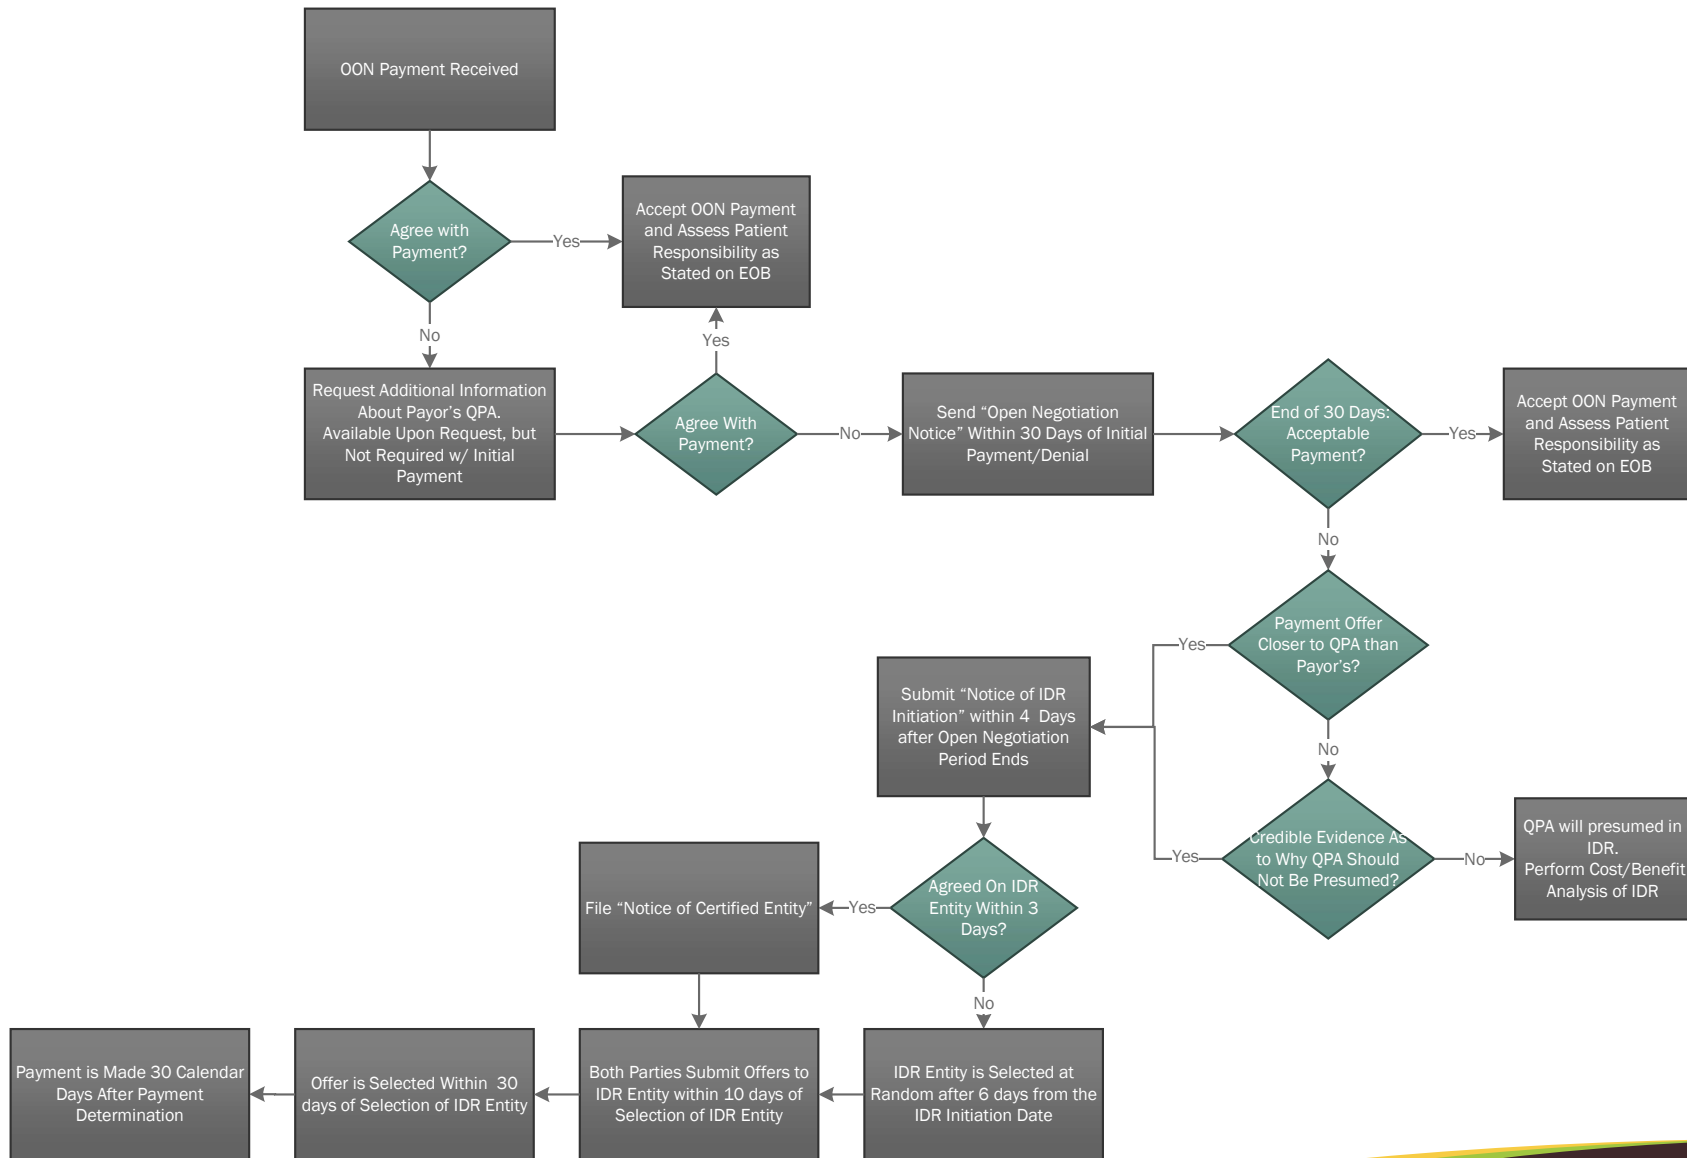 OON Payment Received
Agree with
Payment?
Yes
Accept OON Payment
and Assess Patient
Responsibility as
Stated on EOB
No
Yes
Request Additional Information
About Payor's QPA.
Available Upon Request, but
Not Required w/ Initial
Payment
Agree With
Payment?
No
Send “Open Negotiation
Notice” Within 30 Days of Initial
Payment/Denial
End of 30 Days:
Acceptable
Payment?
Yes
Accept OON Payment
and Assess Patient
Responsibility as
Stated on EOB
No
Payment Offer
Closer to QPA than
Payor's?
Yes
Submit “Notice of IDR
Initiation” within 4 Days
after Open Negotiation
Period Ends
No
Credible Evidence As
to Why QPA Should
Not Be Presumed?
Yes
No
QPA will presumed in
IDR.
Perform Cost/Benefit
Analysis of IDR
Agreed On IDR
Entity Within 3
Days?
Yes
File “Notice of Certified Entity”
No
IDR Entity is Selected at
Random after 6 days from the
IDR Initiation Date
Both Parties Submit Offers to
IDR Entity within 10 days of
Selection of IDR Entity
Offer is Selected Within 30
days of Selection of IDR Entity
Payment is Made 30 Calendar
Days After Payment
Determination